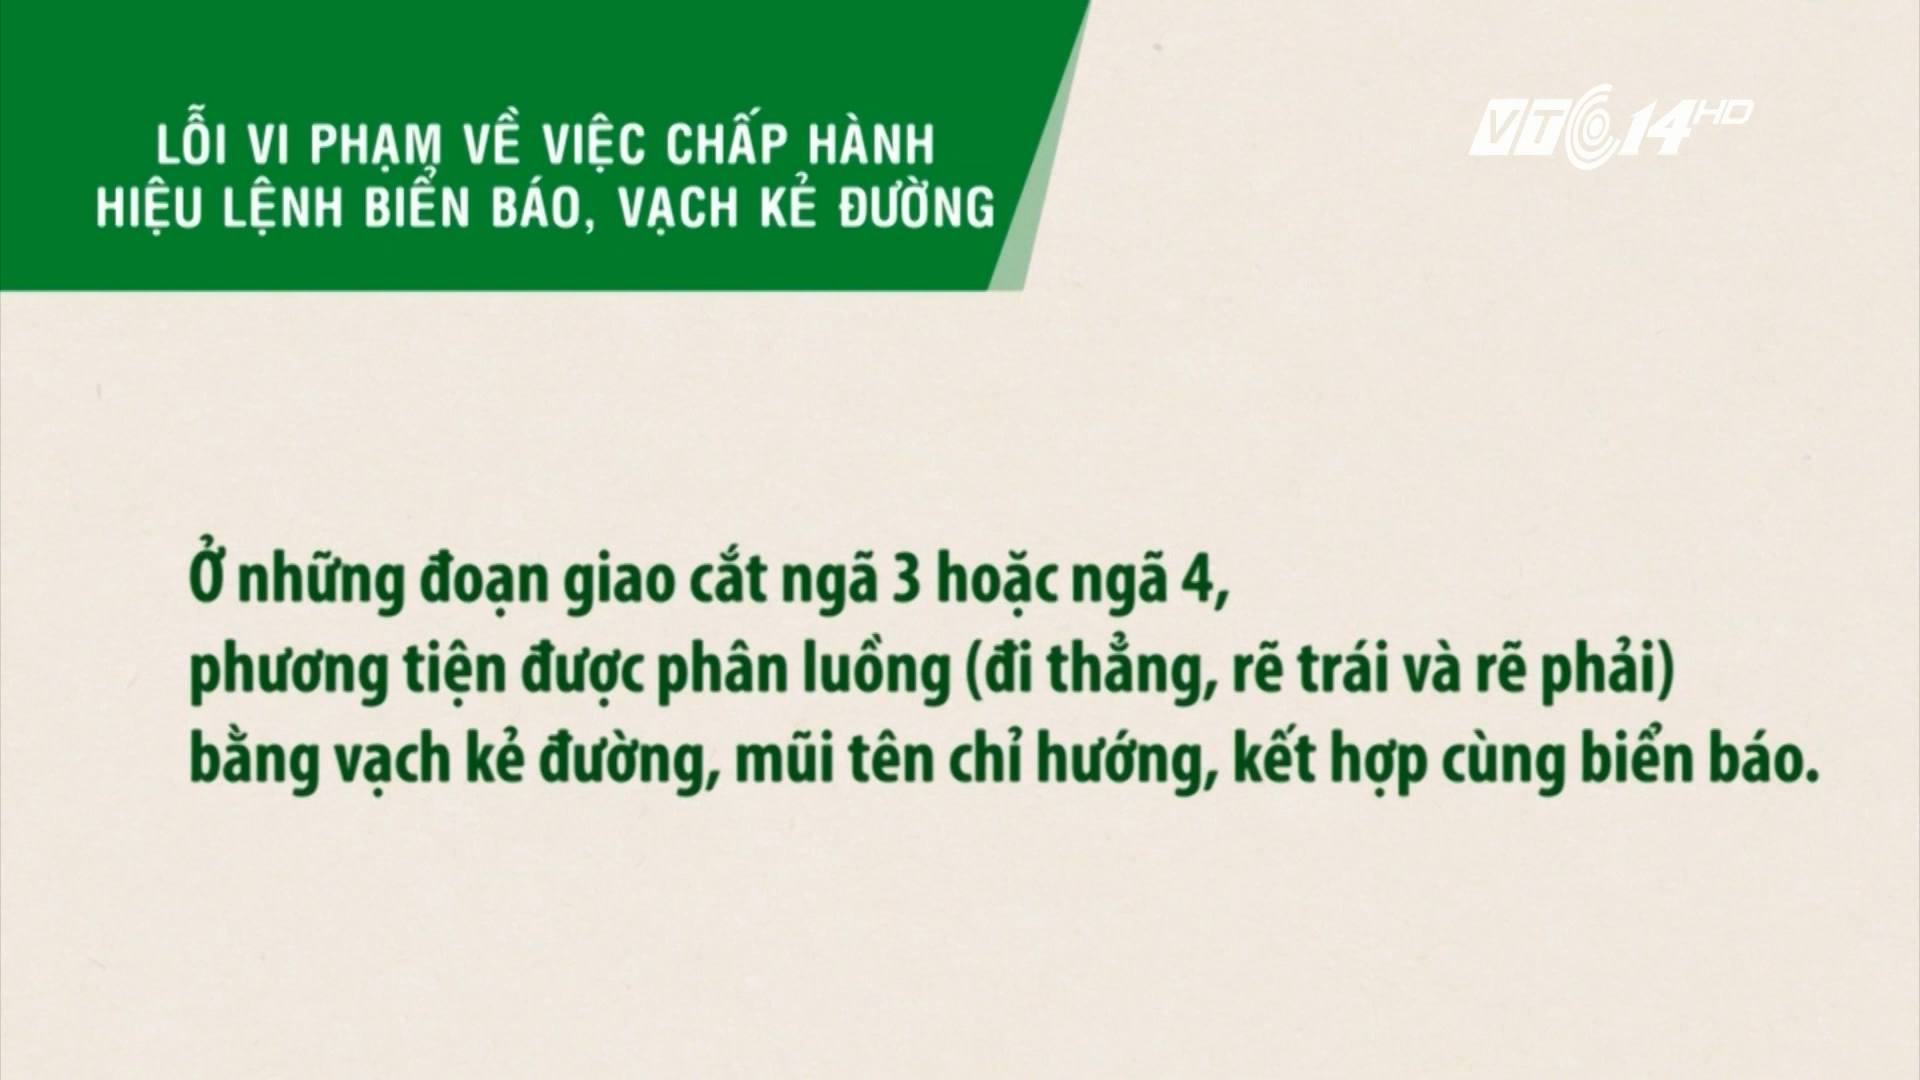 LỖI VI PHẠM VỀ VIỆC CHẤP HÀNH
HIỆU LỆNH BIỂN BÁO, VẠCH KẺ ĐƯỜNG
VTC14HD
Ở những đoạn giao cắt ngã 3 hoặc ngã 4,
phương tiện được phân luồng (đi thẳng, rẽ trái và rẽ phải)
bằng vạch kẻ đường, mũi tên chỉ hướng, kết hợp cùng biển báo.